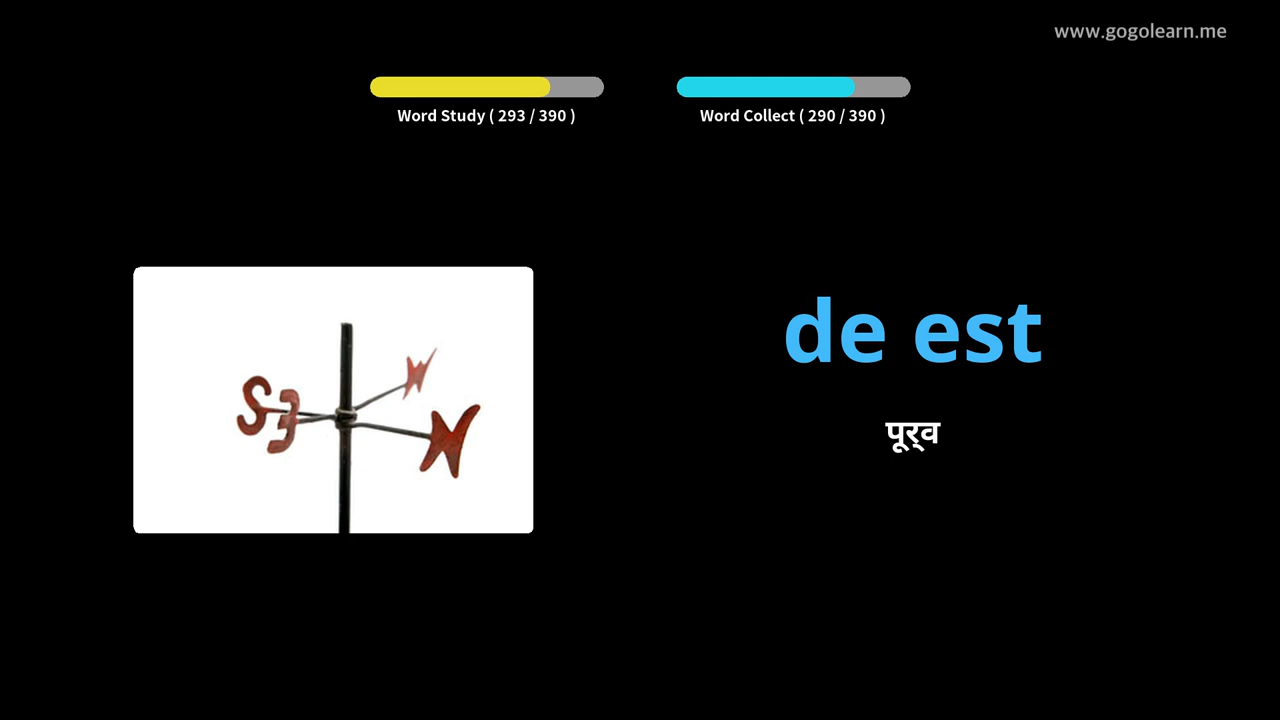 www.gogolearn.me
Word Study ( 293 / 390 )
Word Collect ( 290 / 390 )
de est
पूर्व
S
E
N
W